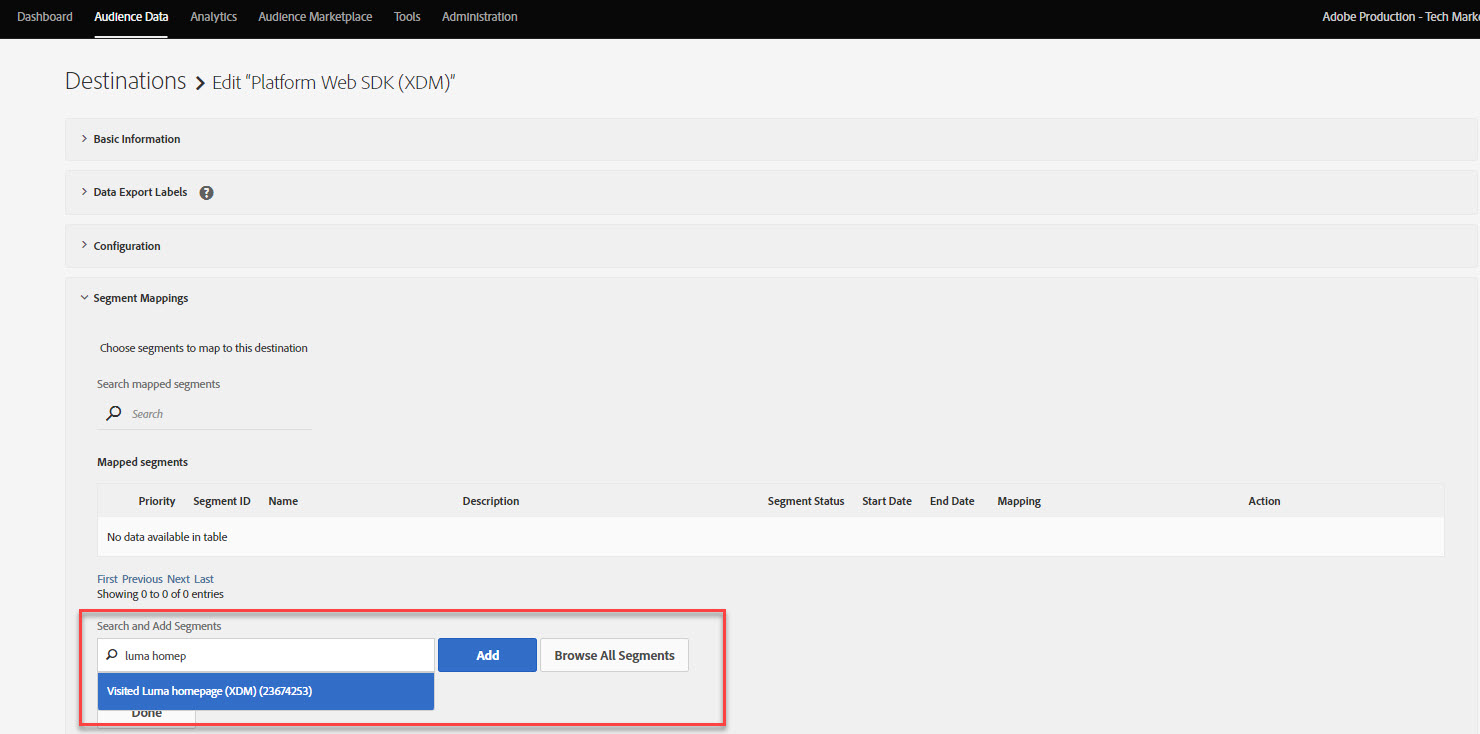 Dashboard Audience Data Analytics Audience Marketplace Tools Administration Adobe Production - Tech Mark
Destinations > Edit "Platform Web SDK (XDM)"
Basic Information
Data Export Labels ?
Configuration
Segment Mappings
Choose segments to map to this destination
Search mapped segments
Search
Mapped segments
Priority Segment ID Name Description Segment Status Start Date End Date Mapping Action
No data available in table
First Previous Next Last
Showing 0 to 0 of 0 entries
Search and Add Segments
luma homep Add Browse All Segments
Visited Luma homepage (XDM) (23674253)
Done